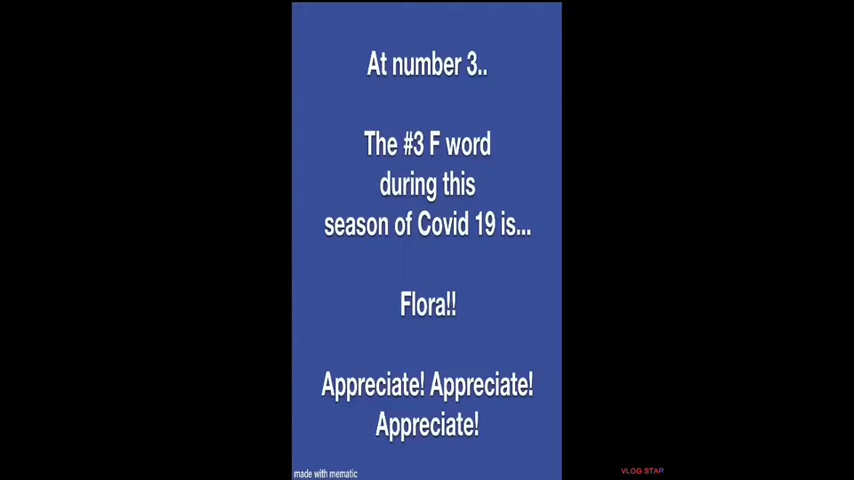 At number 3..
The #3 F word
during this
season of Covid 19 is...
Flora!!
Appreciate! Appreciate!
Appreciate!
made with mematic
VLOG STAR